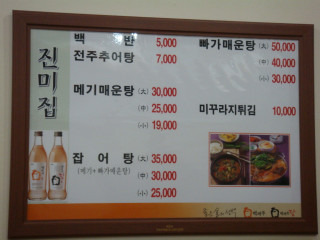 진미집
백 반 5,000
전주추어탕 7,000
메기매운탕 (大) 30,000
(中) 25,000
(小) 19,000
잡 어 탕 (大) 35,000
(메기+빠가매운탕) (中) 30,000
(小) 25,000
빠가매운탕 (大) 50,000
(中) 40,000
(小) 30,000
미꾸라지튀김 10,000